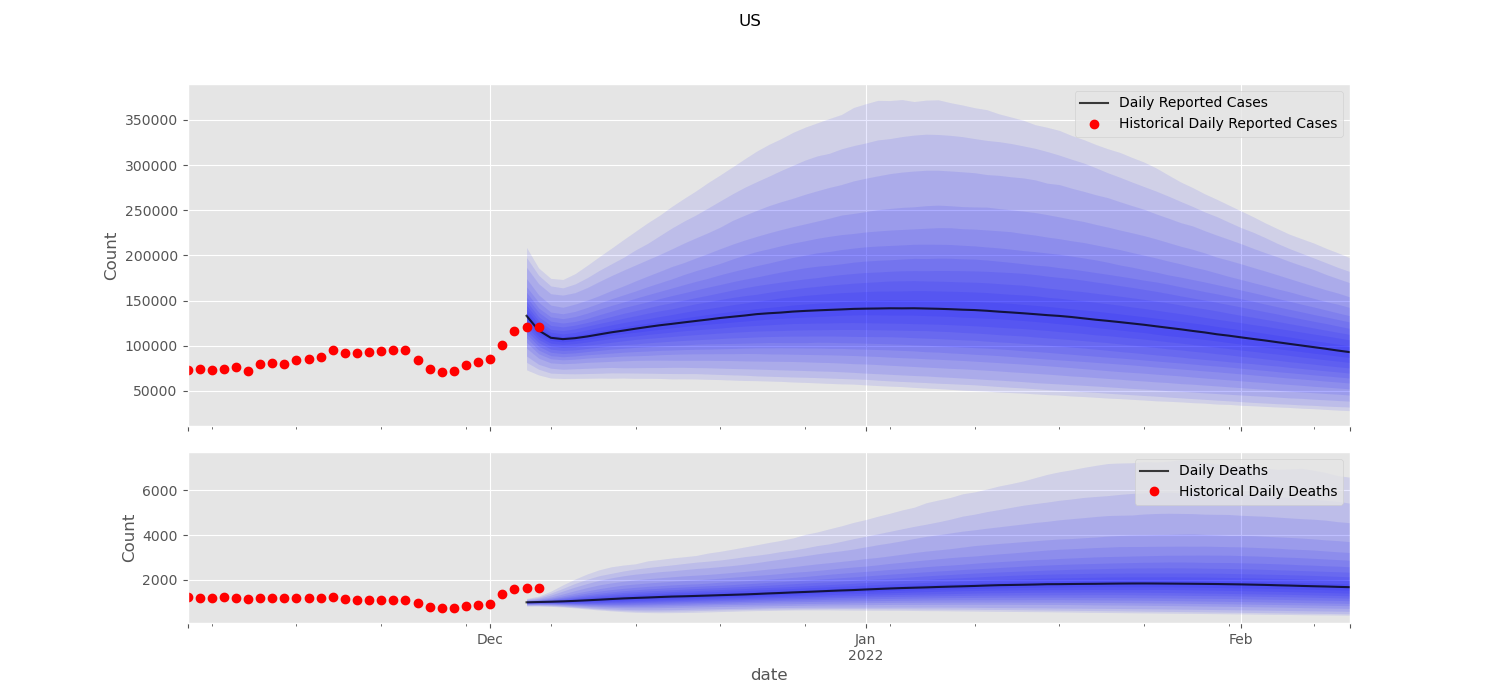 US
Count
350000
300000
250000
200000
150000
100000
50000
Daily Reported Cases
Historical Daily Reported Cases
Count
6000
4000
2000
Daily Deaths
Historical Daily Deaths
Dec
Jan
2022
Feb
date